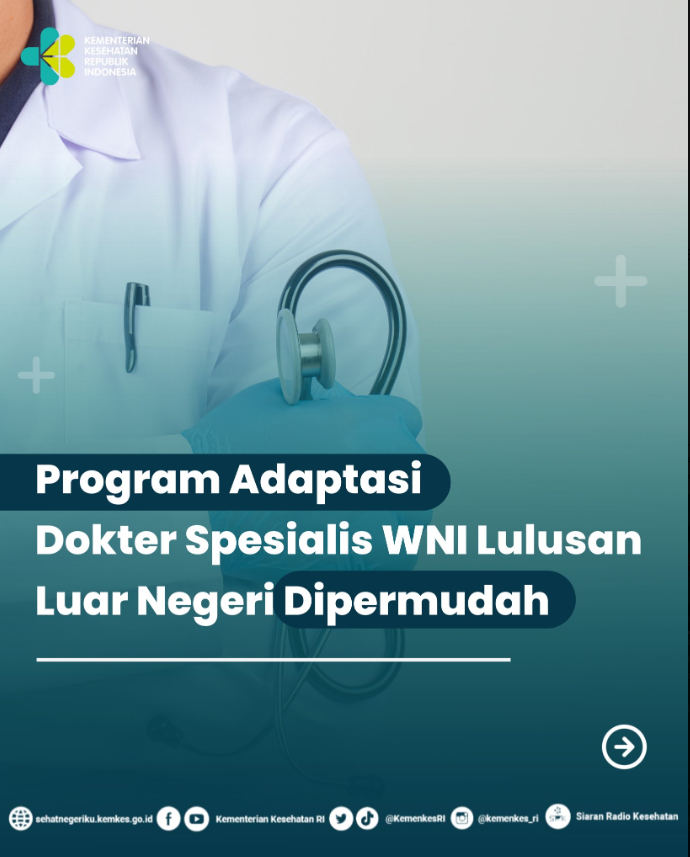 KEMENTERIAN
KESEHATAN
REPUBLIK
INDONESIA
Program Adaptasi
Dokter Spesialis WNI Lulusan
Luar Negeri Dipermudah
sehatnegeriku.kemkes.go.id Kementerian Kesehatan RI @KemenkesRI @kemenkes_ri Siaran Radio Kesehatan